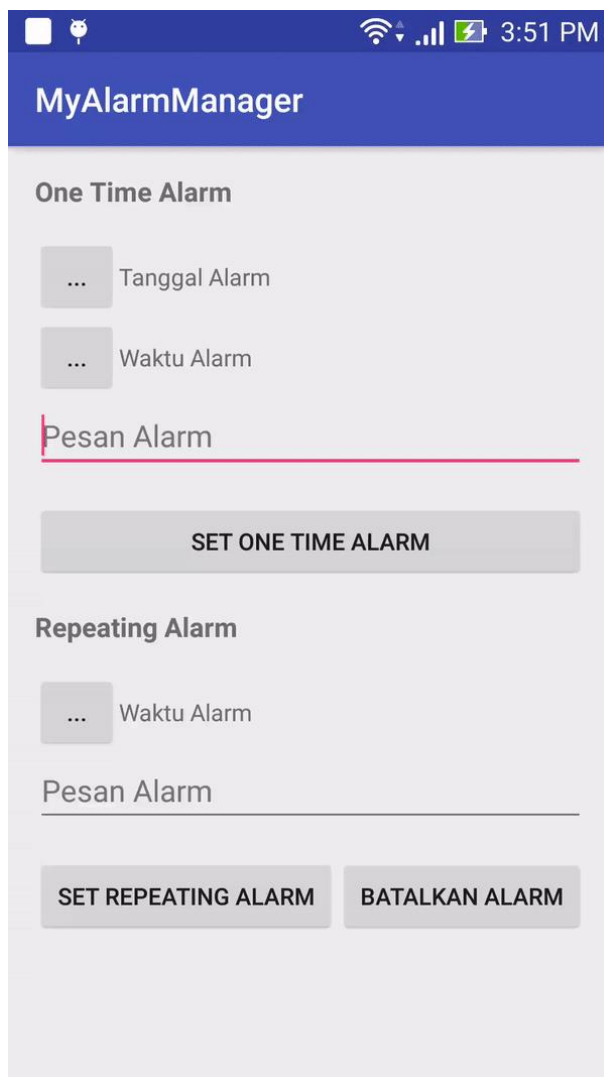 3:51 PM
MyAlarmManager
One Time Alarm
... Tanggal Alarm
... Waktu Alarm
Pesan Alarm
SET ONE TIME ALARM
Repeating Alarm
... Waktu Alarm
Pesan Alarm
SET REPEATING ALARM BATALKAN ALARM